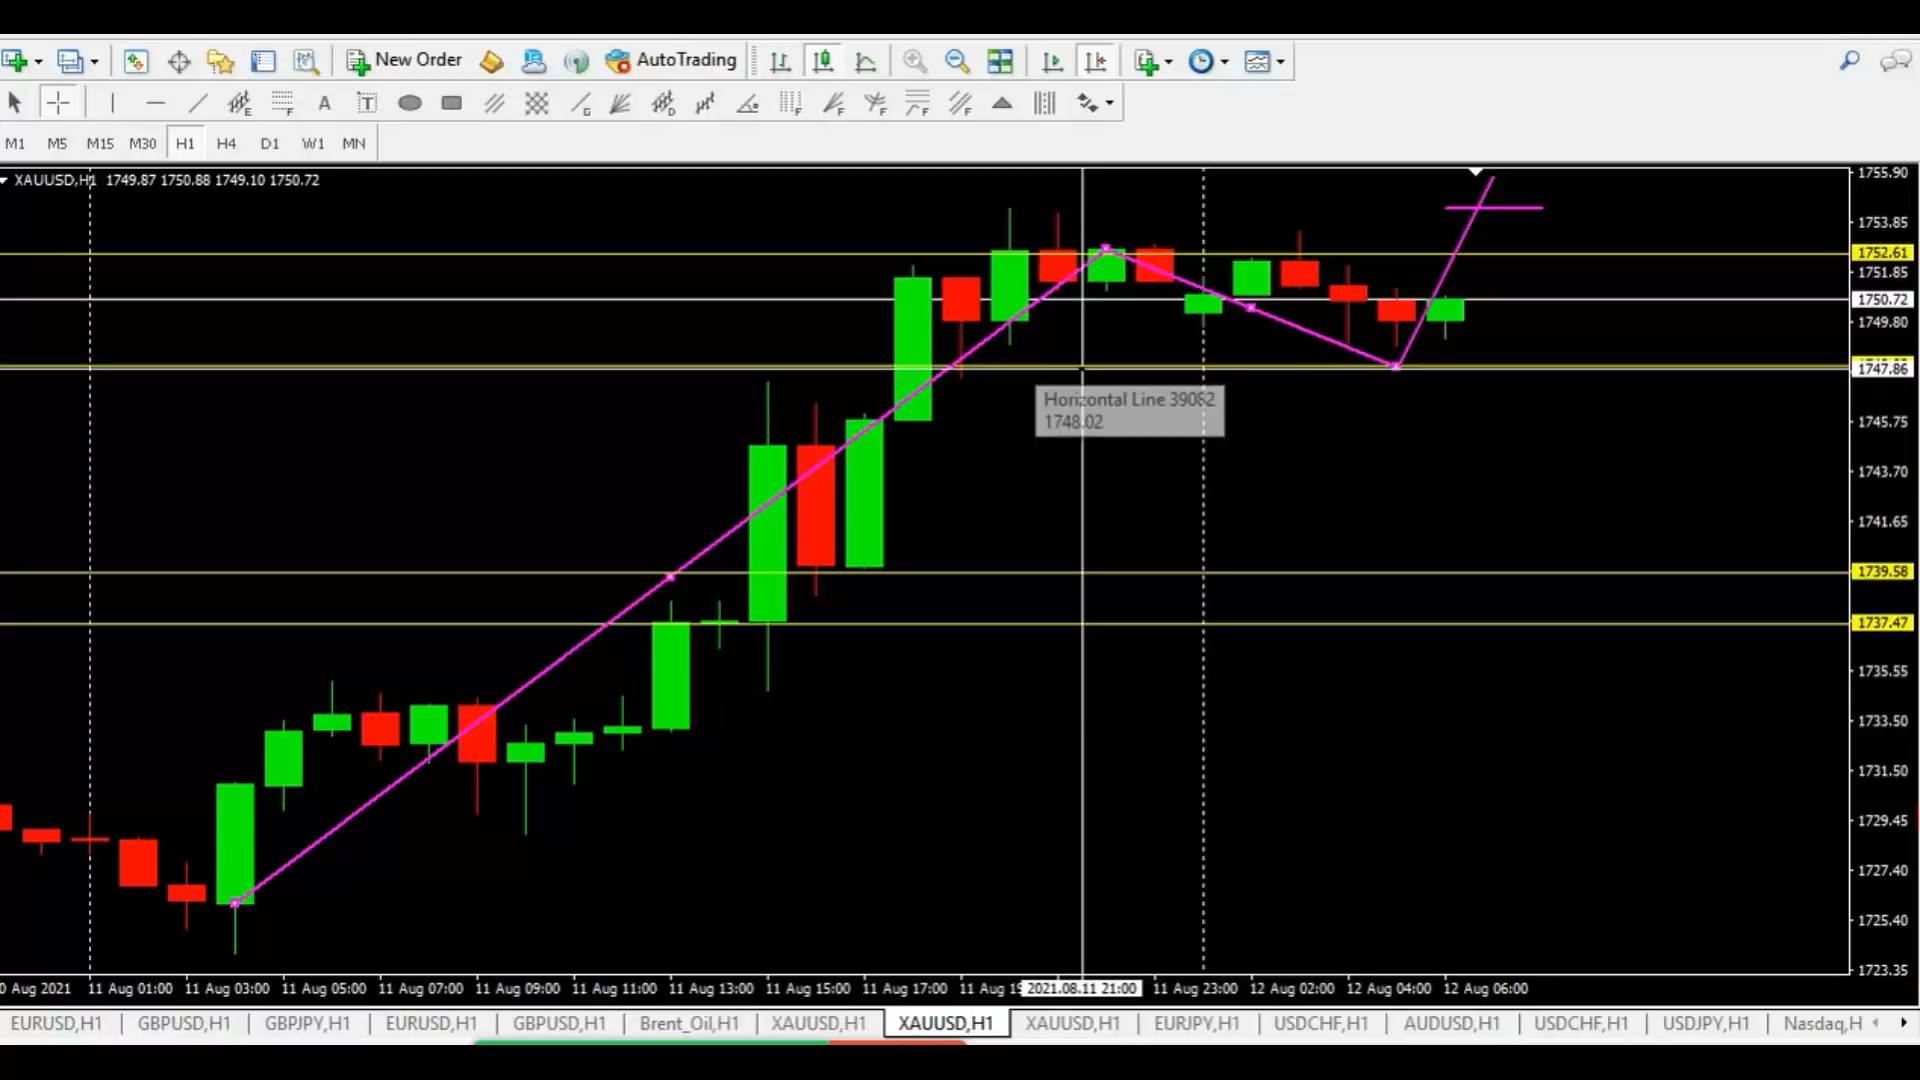 New Order AutoTrading
A T
M1 M5 M15 M30 H1 H4 D1 W1 MN
XAUUSD,H1 1749.87 1750.88 1749.10 1750.72
1755.90
1753.85
1752.61
1751.85
1750.72
1749.80
1747.86
Horizontal Line 39082
1748.02
1745.75
1743.70
1741.65
1739.58
1737.47
1735.55
1733.50
1731.50
1729.45
1727.40
1725.40
1723.35
0 Aug 2021 11 Aug 01:00 11 Aug 03:00 11 Aug 05:00 11 Aug 07:00 11 Aug 09:00 11 Aug 11:00 11 Aug 13:00 11 Aug 15:00 11 Aug 17:00 11 Aug 19 2021.08.11 21:00 11 Aug 23:00 12 Aug 02:00 12 Aug 04:00 12 Aug 06:00
EURUSD,H1 GBPUSD,H1 GBPJPY,H1 EURUSD,H1 GBPUSD,H1 Brent_Oil,H1 XAUUSD,H1 XAUUSD,H1 XAUUSD,H1 EURJPY,H1 USDCHF,H1 AUDUSD,H1 USDCHF,H1 USDJPY,H1 Nasdaq,H